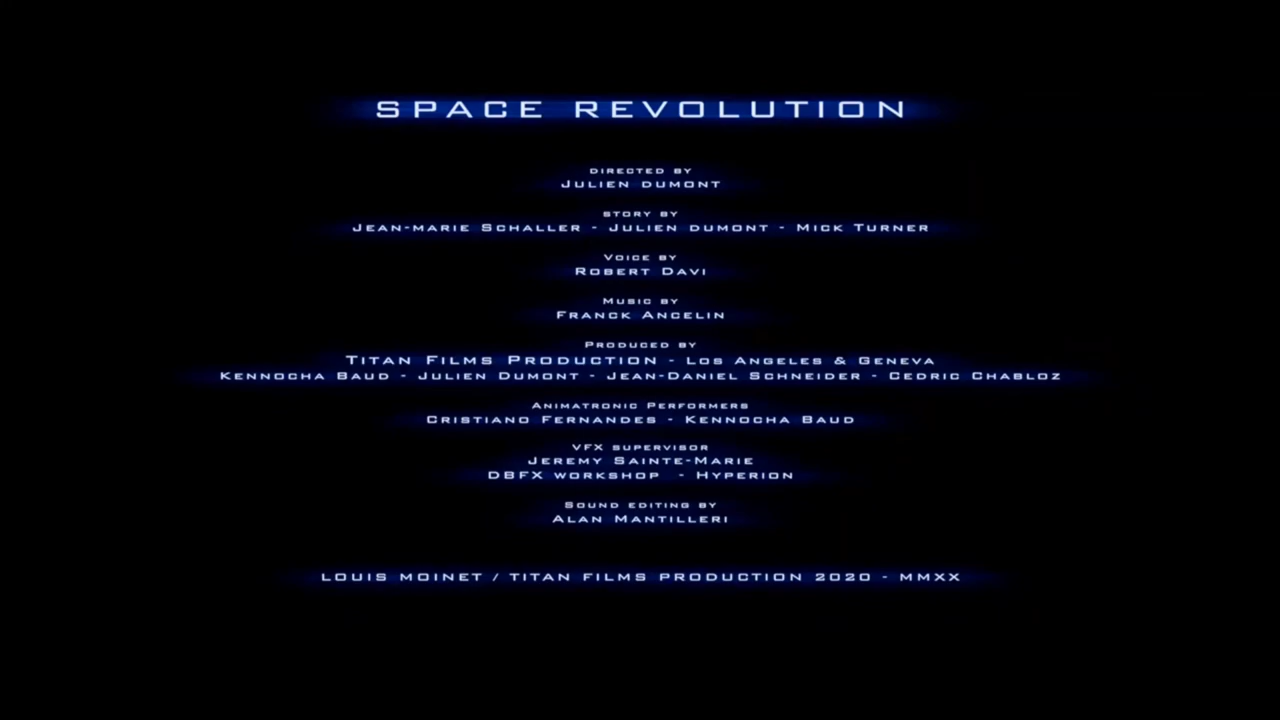 SPACE REVOLUTION
DIRECTED BY
JULIEN DUMONT
STORY BY
JEAN-MARIE SCHALLER - JULIEN DUMONT - MICK TURNER
VOICE BY
ROBERT DAVI
MUSIC BY
FRANCK ANCELIN
PRODUCED BY
TITAN FILMS PRODUCTION - LOS ANGELES & GENEVA
KENNOCHA BAUD - JULIEN DUMONT - JEAN-DANIEL SCHNEIDER - CEDRIC CHABLOZ
ANIMATRONIC PERFORMERS
CRISTIANO FERNANDES - KENNOCHA BAUD
VFX SUPERVISOR
JEREMY SAINTE-MARIE
DBFX WORKSHOP - HYPERION
SOUND EDITING BY
ALAN MANTILLERI
LOUIS MOINET / TITAN FILMS PRODUCTION 2020 - MMXX